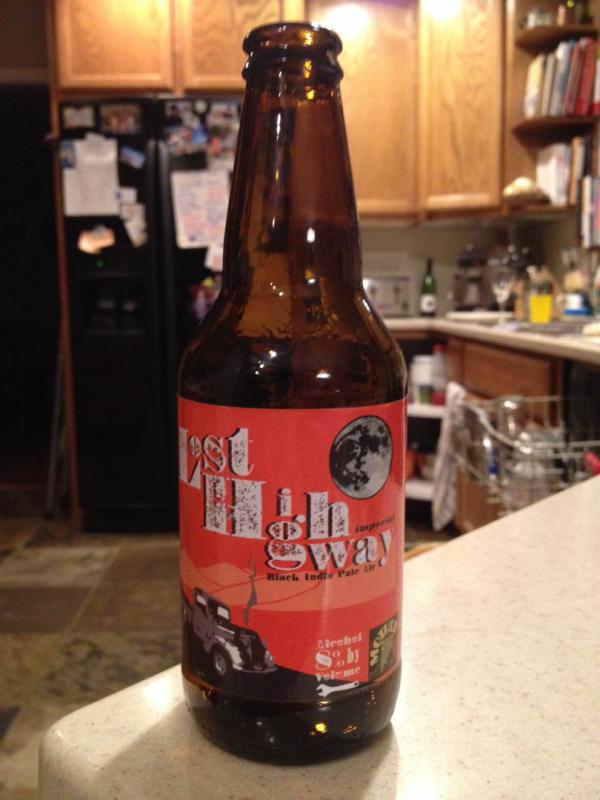 Lost
High
imperial
way
Black India Pale Ale
Alcohol
8% by
Volume